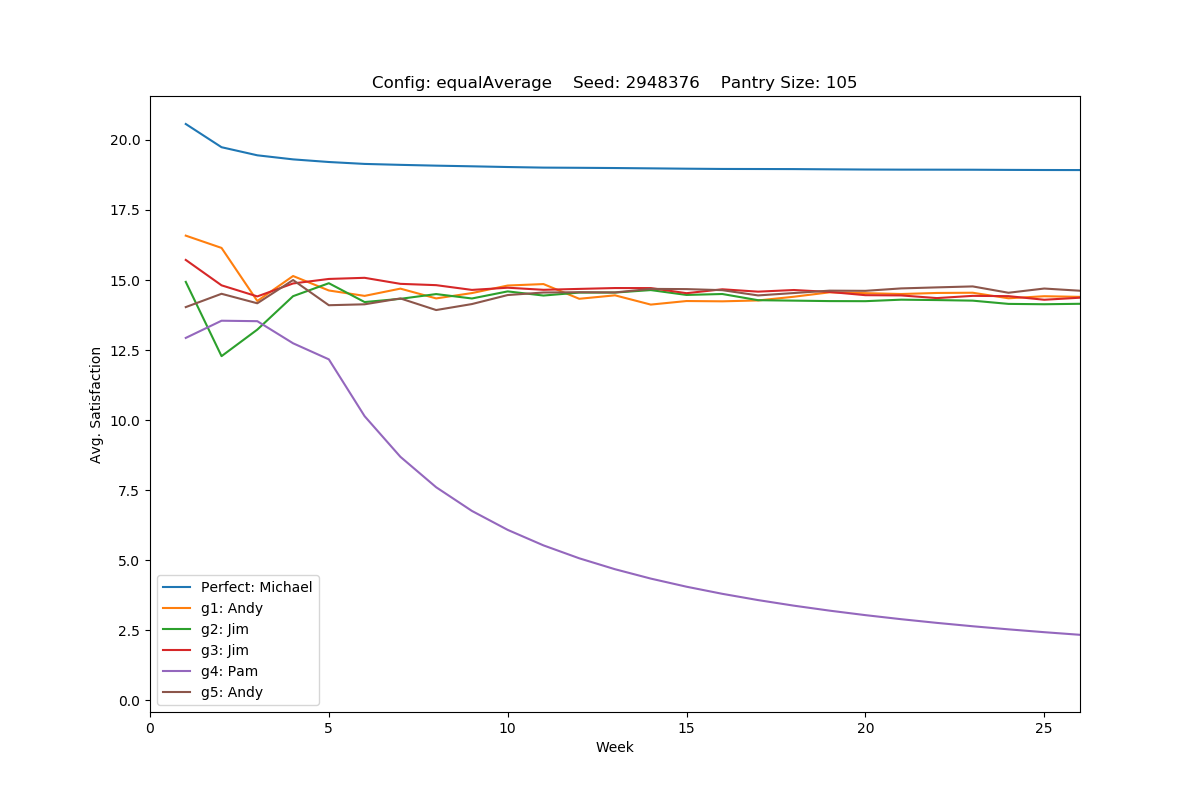 Config: equalAverage    Seed: 2948376    Pantry Size: 105
20.0
17.5
15.0
12.5
10.0
7.5
5.0
2.5
0.0
Avg. Satisfaction
Perfect: Michael
g1: Andy
g2: Jim
g3: Jim
g4: Pam
g5: Andy
0 5 10 15 20 25
Week